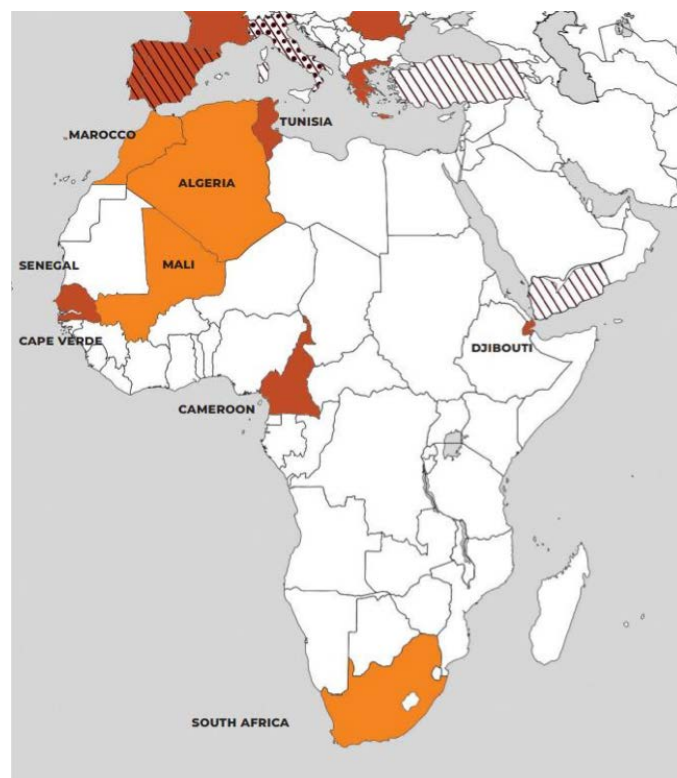 TUNISIA
MAROCCO
ALGERIA
SENEGAL
MALI
CAPE VERDE
DJIBOUTI
CAMEROON
SOUTH AFRICA